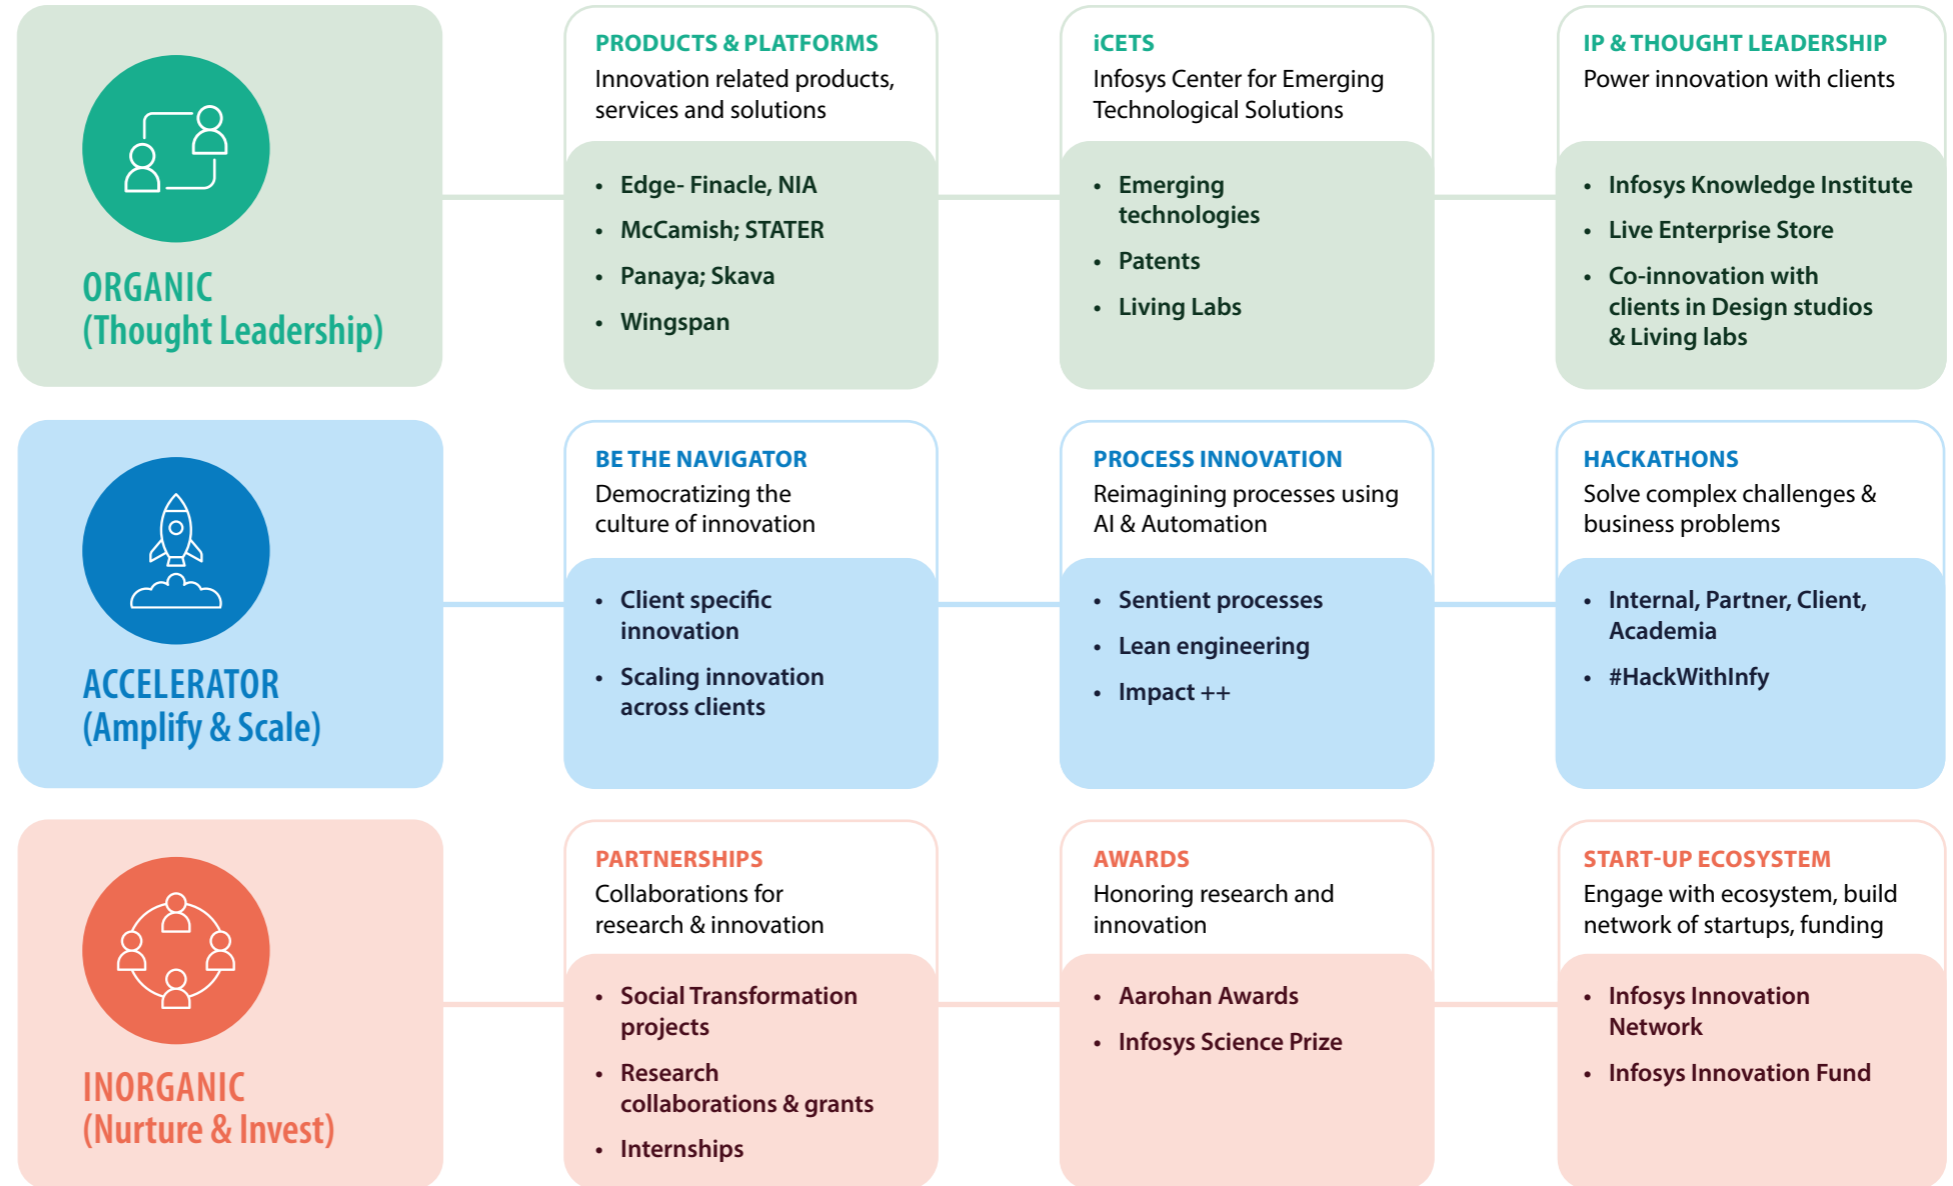 ORGANIC
(Thought Leadership)
PRODUCTS & PLATFORMS
Innovation related products,
services and solutions
• Edge- Finacle, NIA
• McCamish; STATER
• Panaya; Skava
• Wingspan
iCETS
Infosys Center for Emerging
Technological Solutions
• Emerging
technologies
• Patents
• Living Labs
IP & THOUGHT LEADERSHIP
Power innovation with clients
• Infosys Knowledge Institute
• Live Enterprise Store
• Co-innovation with
clients in Design studios
& Living labs
ACCELERATOR
(Amplify & Scale)
BE THE NAVIGATOR
Democratizing the
culture of innovation
• Client specific
innovation
• Scaling innovation
across clients
PROCESS INNOVATION
Reimagining processes using
AI & Automation
• Sentient processes
• Lean engineering
• Impact ++
HACKATHONS
Solve complex challenges &
business problems
• Internal, Partner, Client,
Academia
• #HackWithInfy
INORGANIC
(Nurture & Invest)
PARTNERSHIPS
Collaborations for
research & innovation
• Social Transformation
projects
• Research
collaborations & grants
• Internships
AWARDS
Honoring research and
innovation
• Aarohan Awards
• Infosys Science Prize
START-UP ECOSYSTEM
Engage with ecosystem, build
network of startups, funding
• Infosys Innovation
Network
• Infosys Innovation Fund